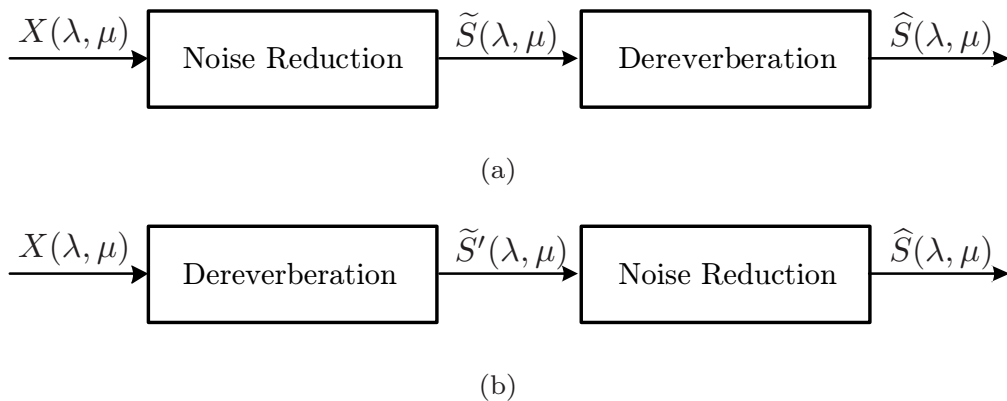 X(λ, μ) Noise Reduction S̃(λ, μ) Dereverberation Ŝ(λ, μ)
(a)
X(λ, μ) Dereverberation S̃′(λ, μ) Noise Reduction Ŝ(λ, μ)
(b)